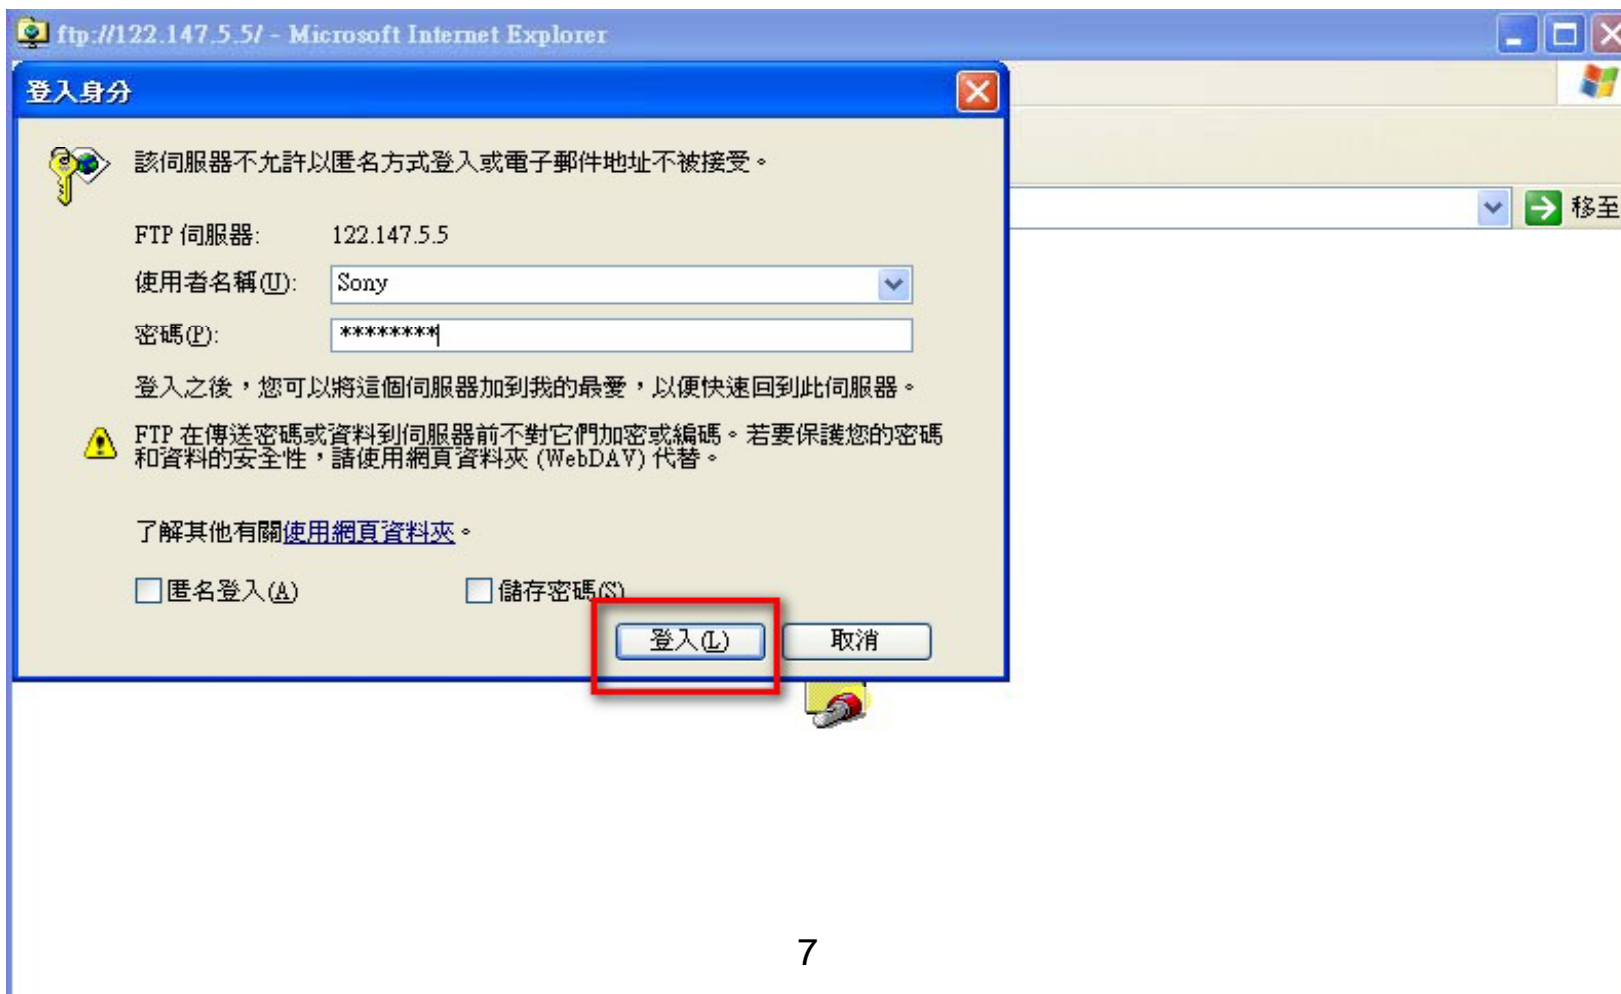 ftp://122.147.5.5/ - Microsoft Internet Explorer
登入身分
該伺服器不允許以匿名方式登入或電子郵件地址不被接受。
移至
FTP 伺服器: 122.147.5.5
使用者名稱(U): Sony
密碼(P): ********
登入之後，您可以將這個伺服器加到我的最愛，以便快速回到此伺服器。
FTP 在傳送密碼或資料到伺服器前不對它們加密或編碼。若要保護您的密碼
和資料的安全性，請使用網頁資料夾 (WebDAV) 代替。
了解其他有關使用網頁資料夾。
匿名登入(A) 儲存密碼(S)
登入(L) 取消
7